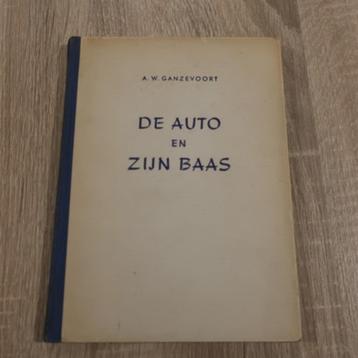 A. W. GANZEVOORT
DE AUTO
EN
ZIJN BAAS